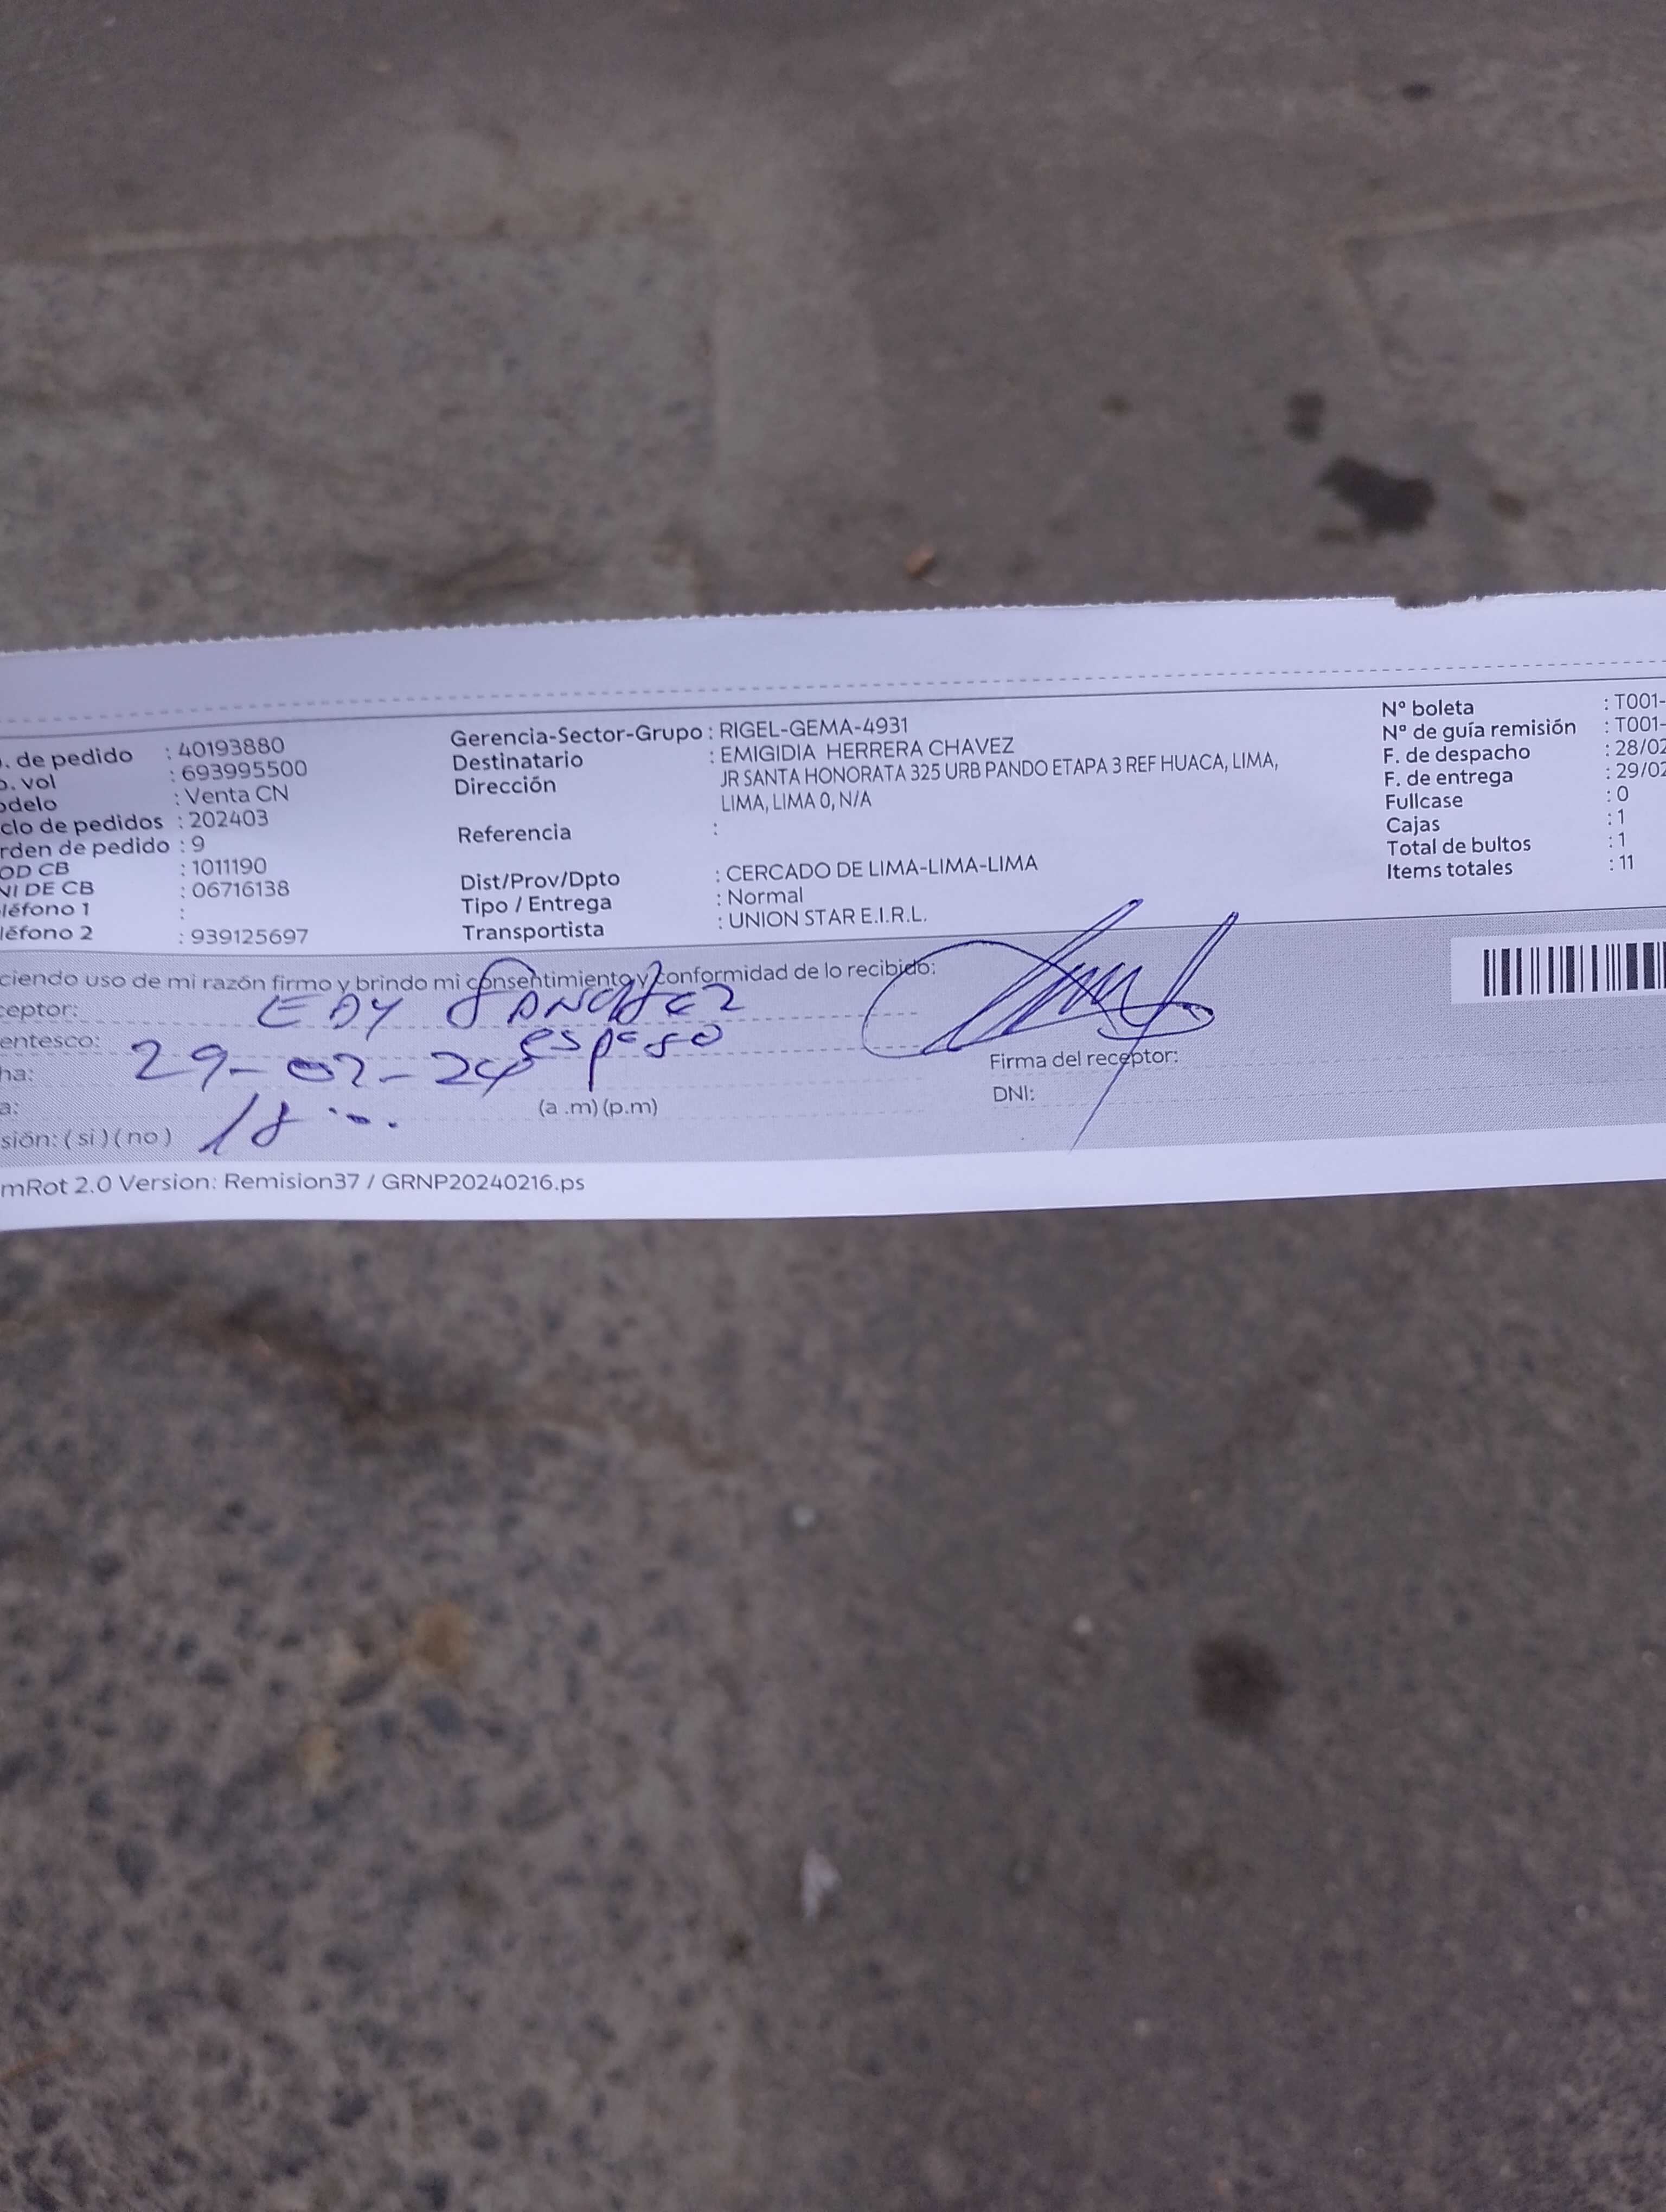 . de pedido : 40193880
o. vol : 693995500
odelo : Venta CN
clo de pedidos : 202403
rden de pedido : 9
OD CB : 1011190
NI DE CB : 06716138
léfono 1 :
léfono 2 : 939125697
Gerencia-Sector-Grupo : RIGEL-GEMA-4931
Destinatario : EMIGIDIA HERRERA CHAVEZ
Dirección JR SANTA HONORATA 325 URB PANDO ETAPA 3 REF HUACA, LIMA,
LIMA, LIMA 0, N/A
Referencia :
Dist/Prov/Dpto : CERCADO DE LIMA-LIMA-LIMA
Tipo / Entrega : Normal
Transportista : UNION STAR E.I.R.L.
Nº boleta : T001-
Nº de guía remisión : T001-
F. de despacho : 28/02
F. de entrega : 29/02
Fullcase : 0
Cajas : 1
Total de bultos : 1
Items totales : 11
ciendo uso de mi razón firmo y brindo mi consentimiento y conformidad de lo recibido:
ceptor: EDY SANCHEZ
entesco: esposo
ha: 29-02-24
a: (a .m) (p.m)
sión: ( si ) ( no )
Firma del receptor:
DNI:
mRot 2.0 Version: Remision37 / GRNP20240216.ps